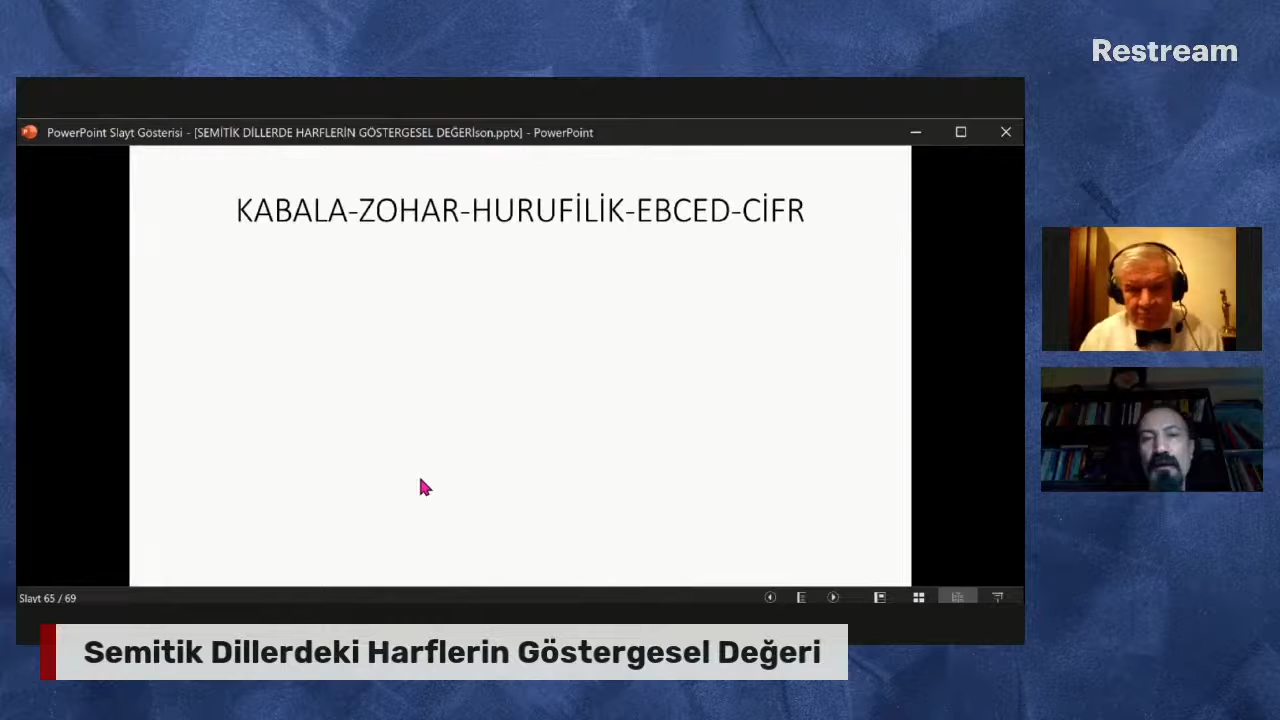 Restream
PowerPoint Slayt Gösterisi - [SEMİTİK DİLLERDE HARFLERİN GÖSTERGESEL DEĞERİson.pptx] - PowerPoint
KABALA-ZOHAR-HURUFİLİK-EBCED-CİFR
Slayt 65 / 69
Semitik Dillerdeki Harflerin Göstergesel Değeri